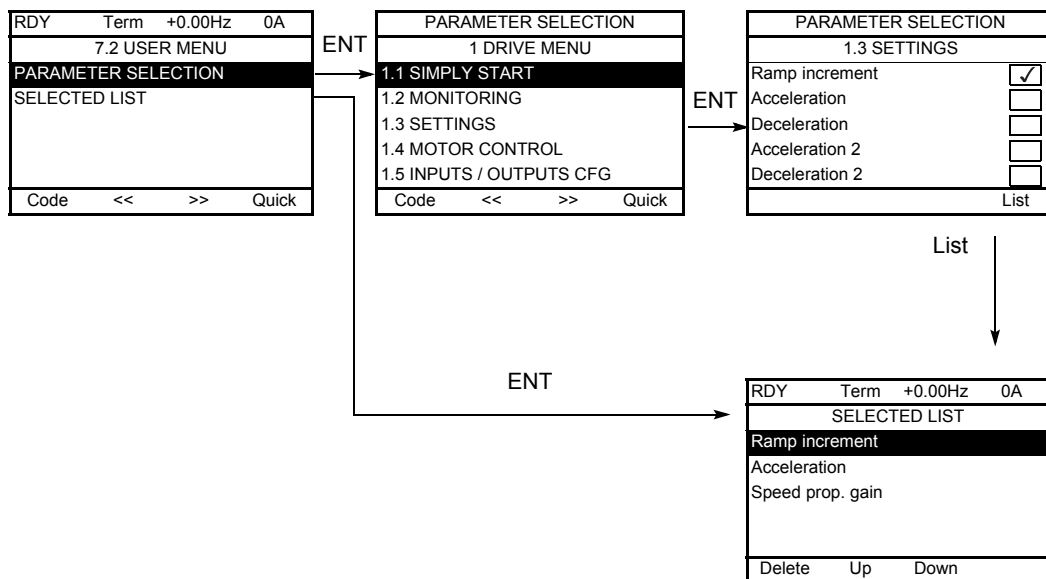 RDY Term +0.00Hz 0A
7.2 USER MENU
PARAMETER SELECTION
SELECTED LIST
Code << >> Quick
ENT
PARAMETER SELECTION
1 DRIVE MENU
1.1 SIMPLY START
1.2 MONITORING
1.3 SETTINGS
1.4 MOTOR CONTROL
1.5 INPUTS / OUTPUTS CFG
Code << >> Quick
ENT
PARAMETER SELECTION
1.3 SETTINGS
Ramp increment ✓
Acceleration
Deceleration
Acceleration 2
Deceleration 2
List
List
ENT
RDY Term +0.00Hz 0A
SELECTED LIST
Ramp increment
Acceleration
Speed prop. gain
Delete Up Down